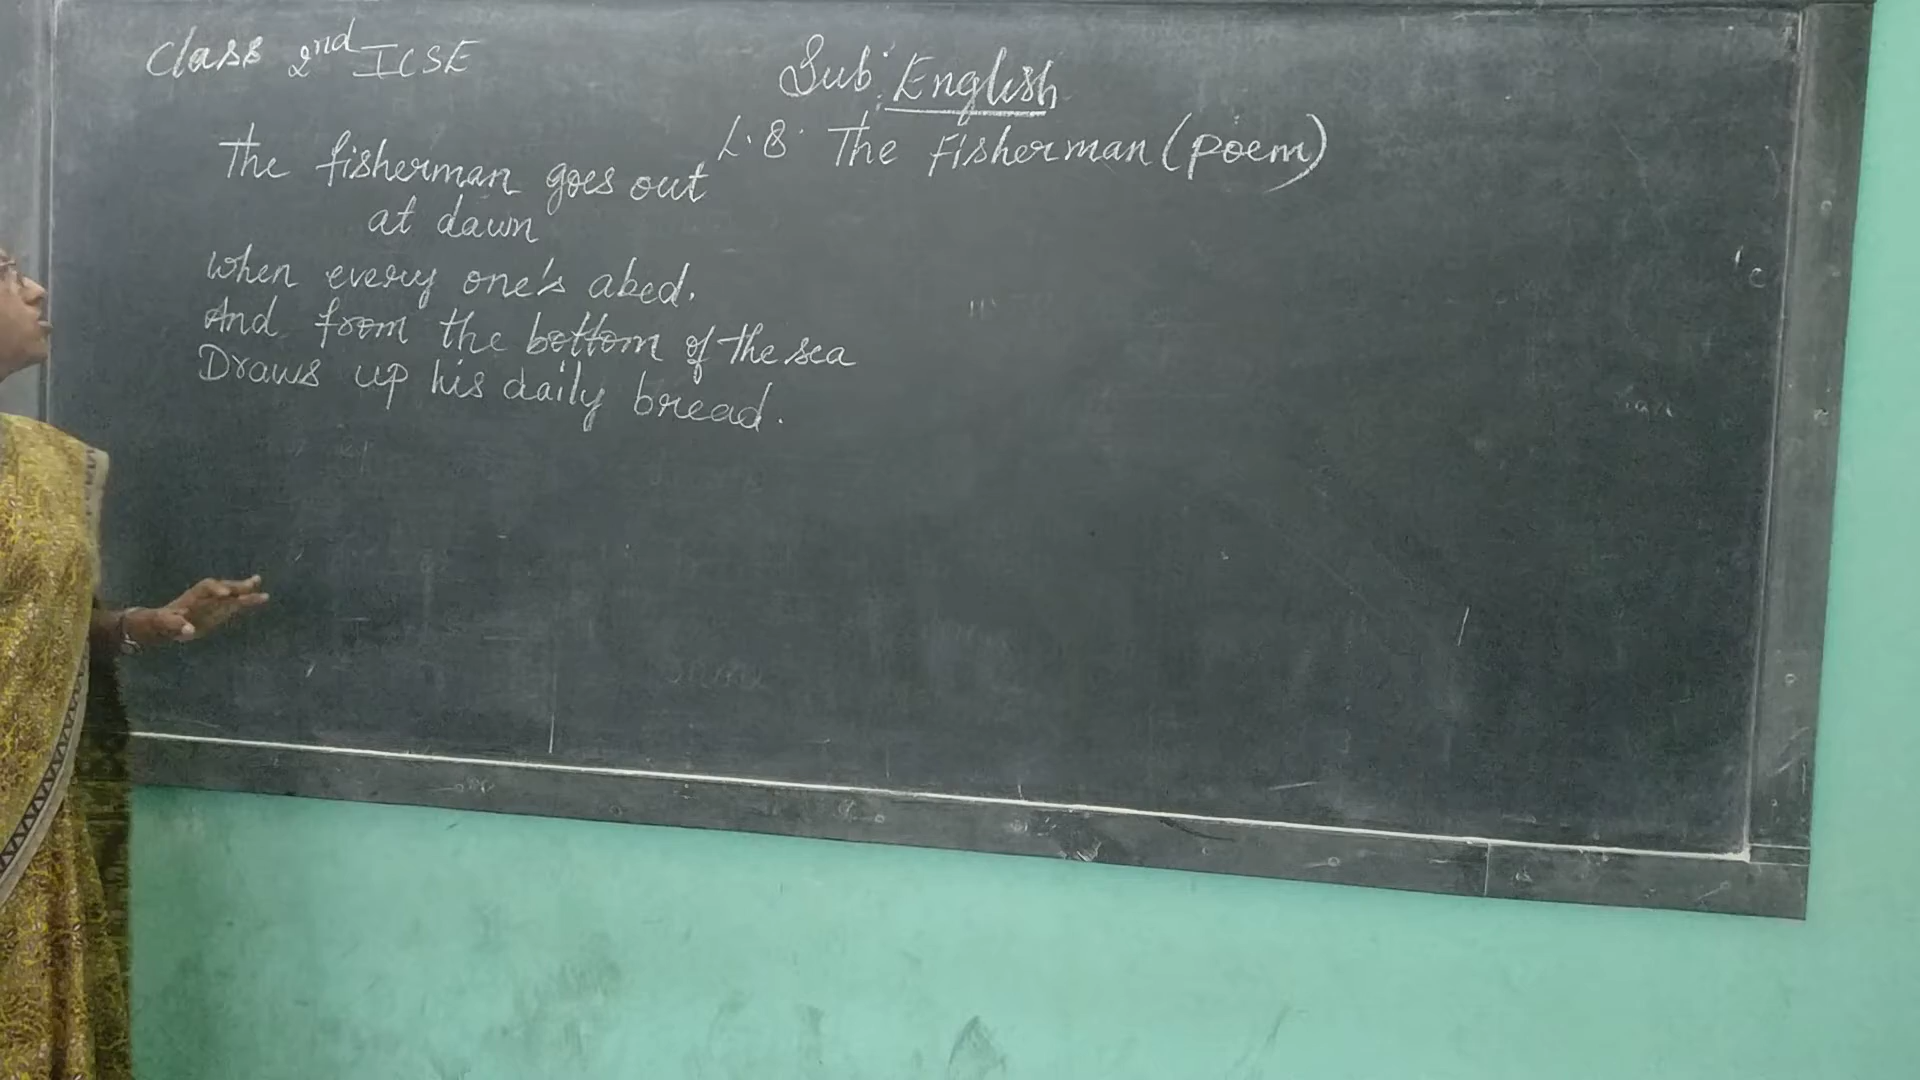 Class 2nd ICSE
Sub: English
L.8. The Fisherman (poem)
The fisherman goes out
at dawn
When every one's abed.
And from the bottom of the sea
Draws up his daily bread.